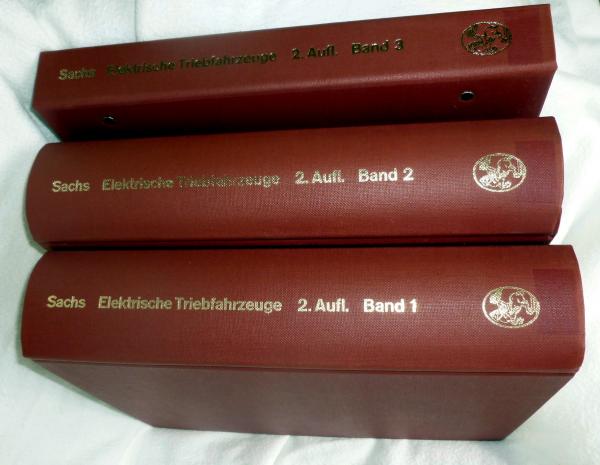 Sachs Elektrische Triebfahrzeuge 2. Aufl. Band 3
Sachs Elektrische Triebfahrzeuge 2. Aufl. Band 2
Sachs Elektrische Triebfahrzeuge 2. Aufl. Band 1